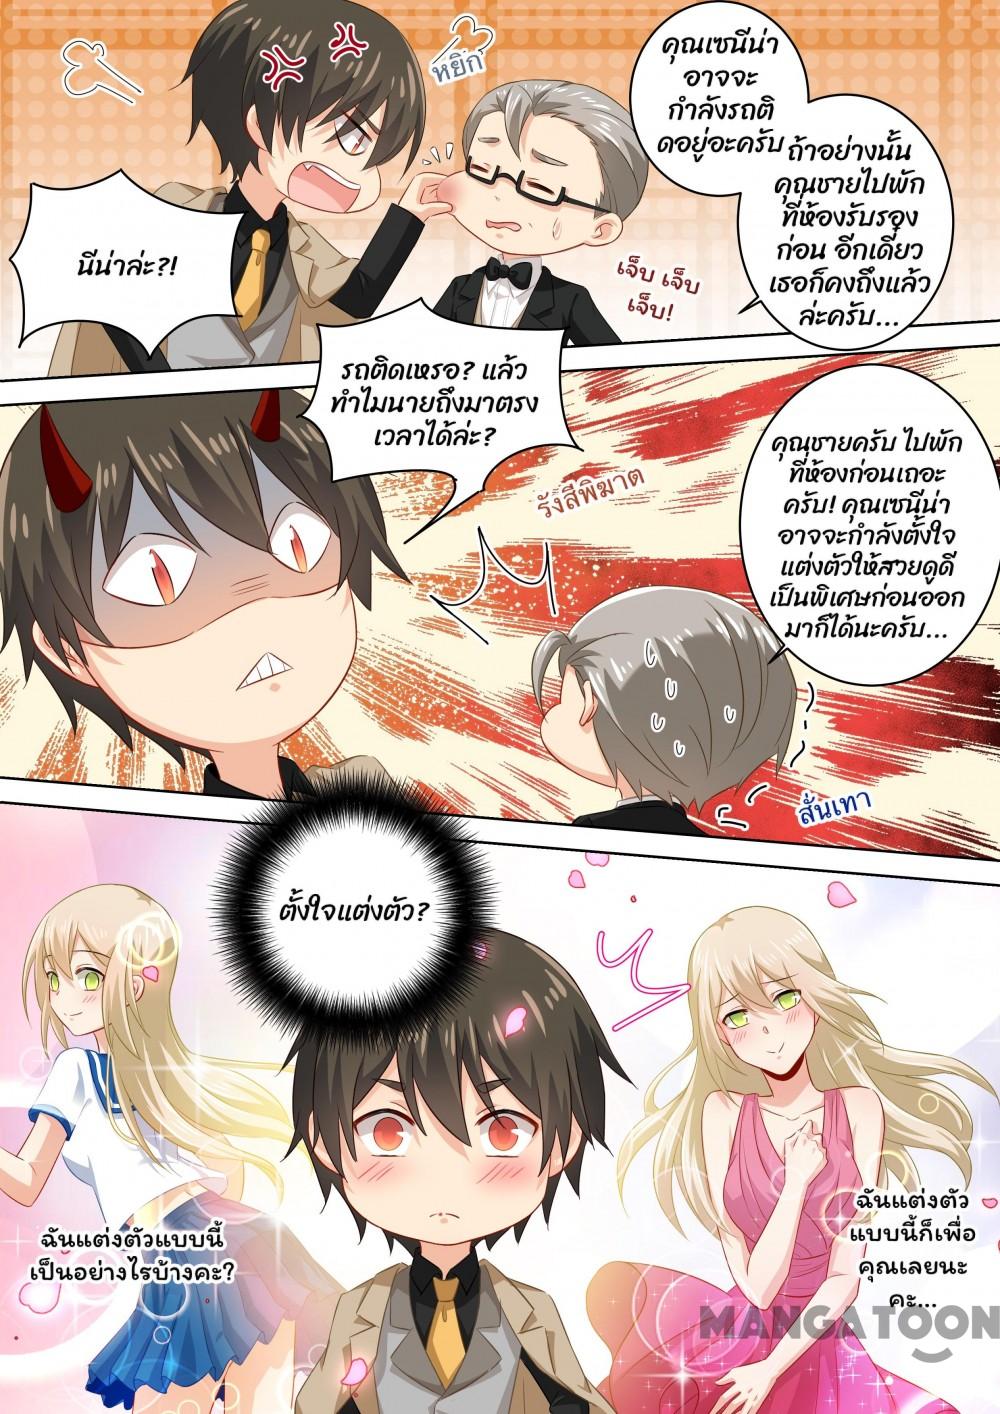 คุณเซนีน่า
อาจจะ
กำลังรถติ
ดอยู่อะครับ
ถ้าอย่างนั้น
คุณชายไปพัก
ที่ห้องรับรอง
ก่อน อีกเดี๋ยว
เธอก็คงถึงแล้ว
ล่ะครับ...
หยิก
นีน่าล่ะ?!
เจ็บ เจ็บ
เจ็บ!
รถติดเหรอ? แล้ว
ทำไมนายถึงมาตรง
เวลาได้ล่ะ?
รังสีพิฆาต
คุณชายครับ ไปพัก
ที่ห้องก่อนเถอะ
ครับ! คุณเซนีน่า
อาจจะกำลังตั้งใจ
แต่งตัวให้สวยดูดี
เป็นพิเศษก่อนออก
มาก็ได้นะครับ...
สั่นเทา
ตั้งใจแต่งตัว?
ฉันแต่งตัวแบบนี้
เป็นอย่างไรบ้างคะ?
ฉันแต่งตัว
แบบนี้ก็เพื่อ
คุณเลยนะ
คะ...
MANGATOON